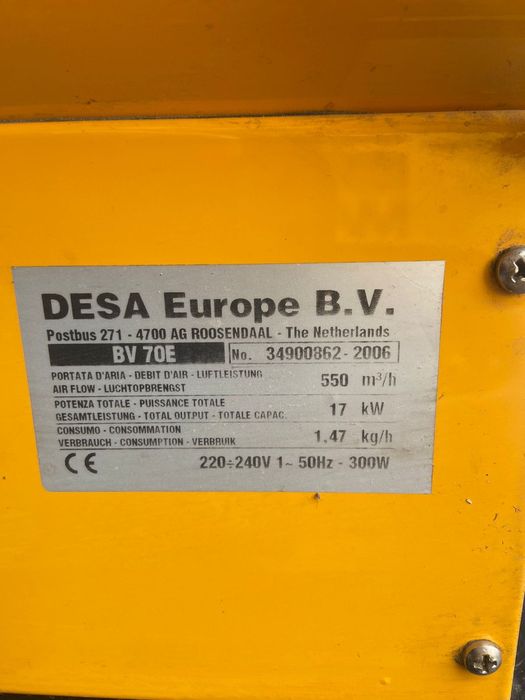 DESA Europe B.V.
Postbus 271 - 4700 AG ROOSENDAAL - The Netherlands
BV 70E No. 34900862-2006
PORTATA D'ARIA - DEBIT D'AIR - LUFTLEISTUNG
AIR FLOW - LUCHTOPBRENGST 550 m³/h
POTENZA TOTALE - PUISSANCE TOTALE
GESAMTLEISTUNG - TOTAL OUTPUT - TOTALE CAPAC. 17 kW
CONSUMO - CONSOMMATION
VERBRAUCH - CONSUMPTION - VERBRUIK 1,47 kg/h
CE 220÷240V 1~ 50Hz - 300W